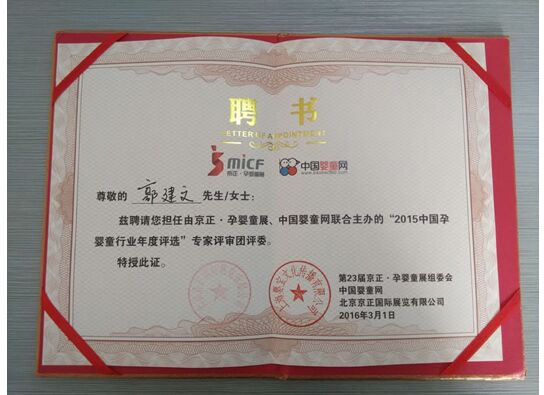 聘 书
LETTER OF APPOINTMENT
MICF
京正·孕婴童展
中国婴童网
尊敬的 郭建文 先生/女士：
兹聘请您担任由京正·孕婴童展、中国婴童网联合主办的“2015中国孕
婴童行业年度评选”专家评审团评委。
特授此证。
第23届京正·孕婴童展组委会
中国婴童网
北京京正国际展览有限公司
2016年3月1日